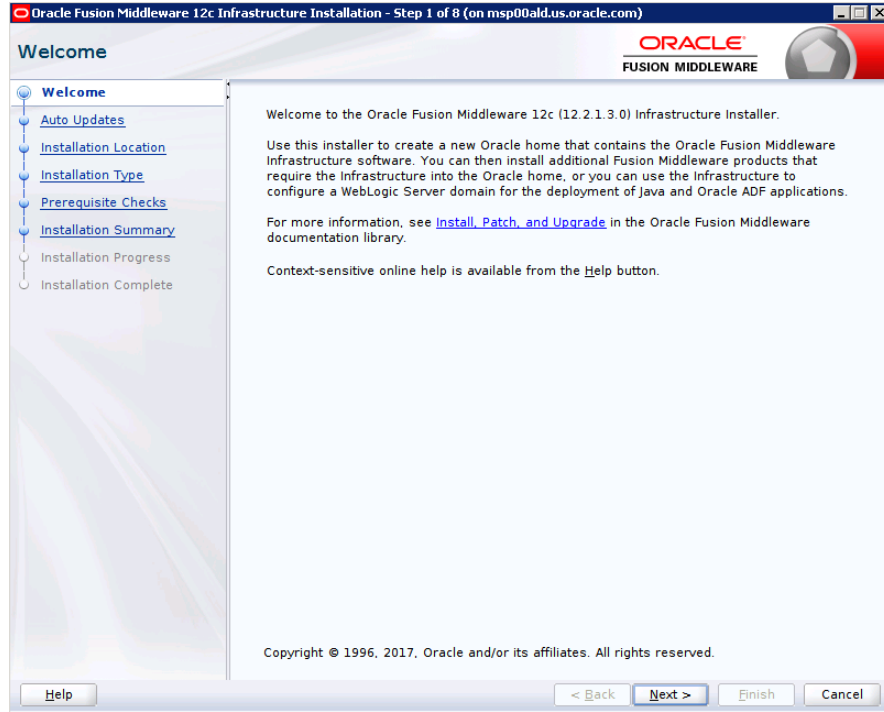 Oracle Fusion Middleware 12c Infrastructure Installation - Step 1 of 8 (on msp00ald.us.oracle.com)
Welcome
ORACLE
FUSION MIDDLEWARE
Welcome
Auto Updates
Installation Location
Installation Type
Prerequisite Checks
Installation Summary
Installation Progress
Installation Complete
Welcome to the Oracle Fusion Middleware 12c (12.2.1.3.0) Infrastructure Installer.
Use this installer to create a new Oracle home that contains the Oracle Fusion Middleware
Infrastructure software. You can then install additional Fusion Middleware products that
require the Infrastructure into the Oracle home, or you can use the Infrastructure to
configure a WebLogic Server domain for the deployment of Java and Oracle ADF applications.
For more information, see Install, Patch, and Upgrade in the Oracle Fusion Middleware
documentation library.
Context-sensitive online help is available from the Help button.
Copyright © 1996, 2017, Oracle and/or its affiliates. All rights reserved.
Help
< Back
Next >
Finish
Cancel